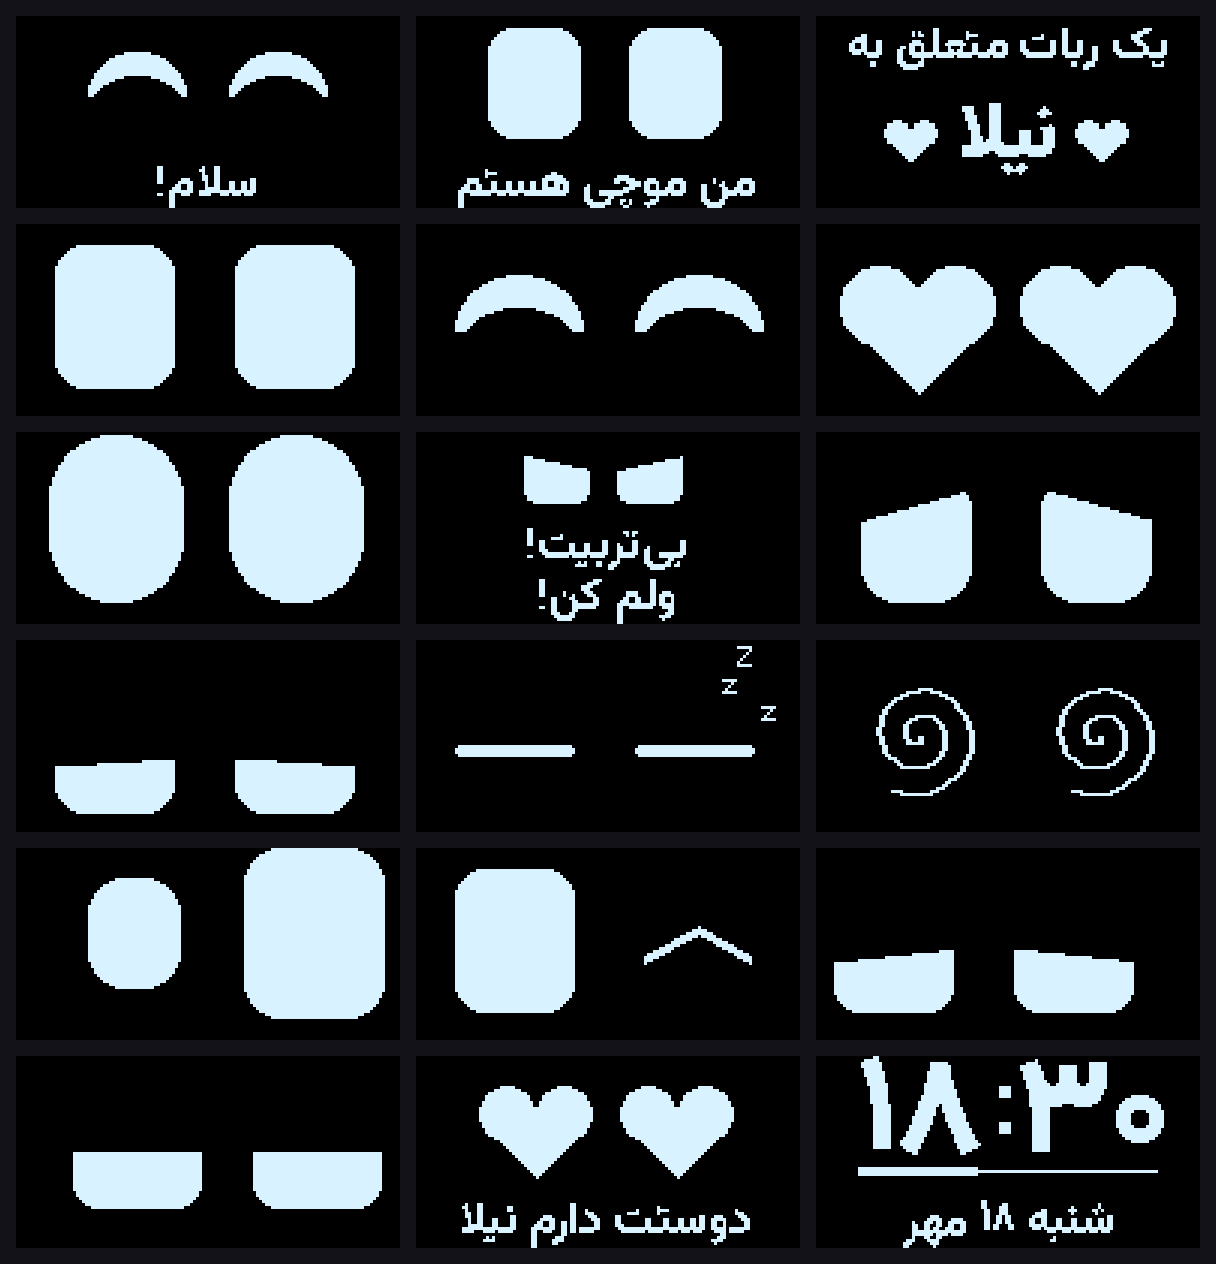 سلام!
من موچی هستم
یک ربات متعلق به
نیلا
بی‌تربیت!
ولم کن!
Z
z
z
دوستت دارم نیلا
۱۸:۳۰
شنبه ۱۸ مهر